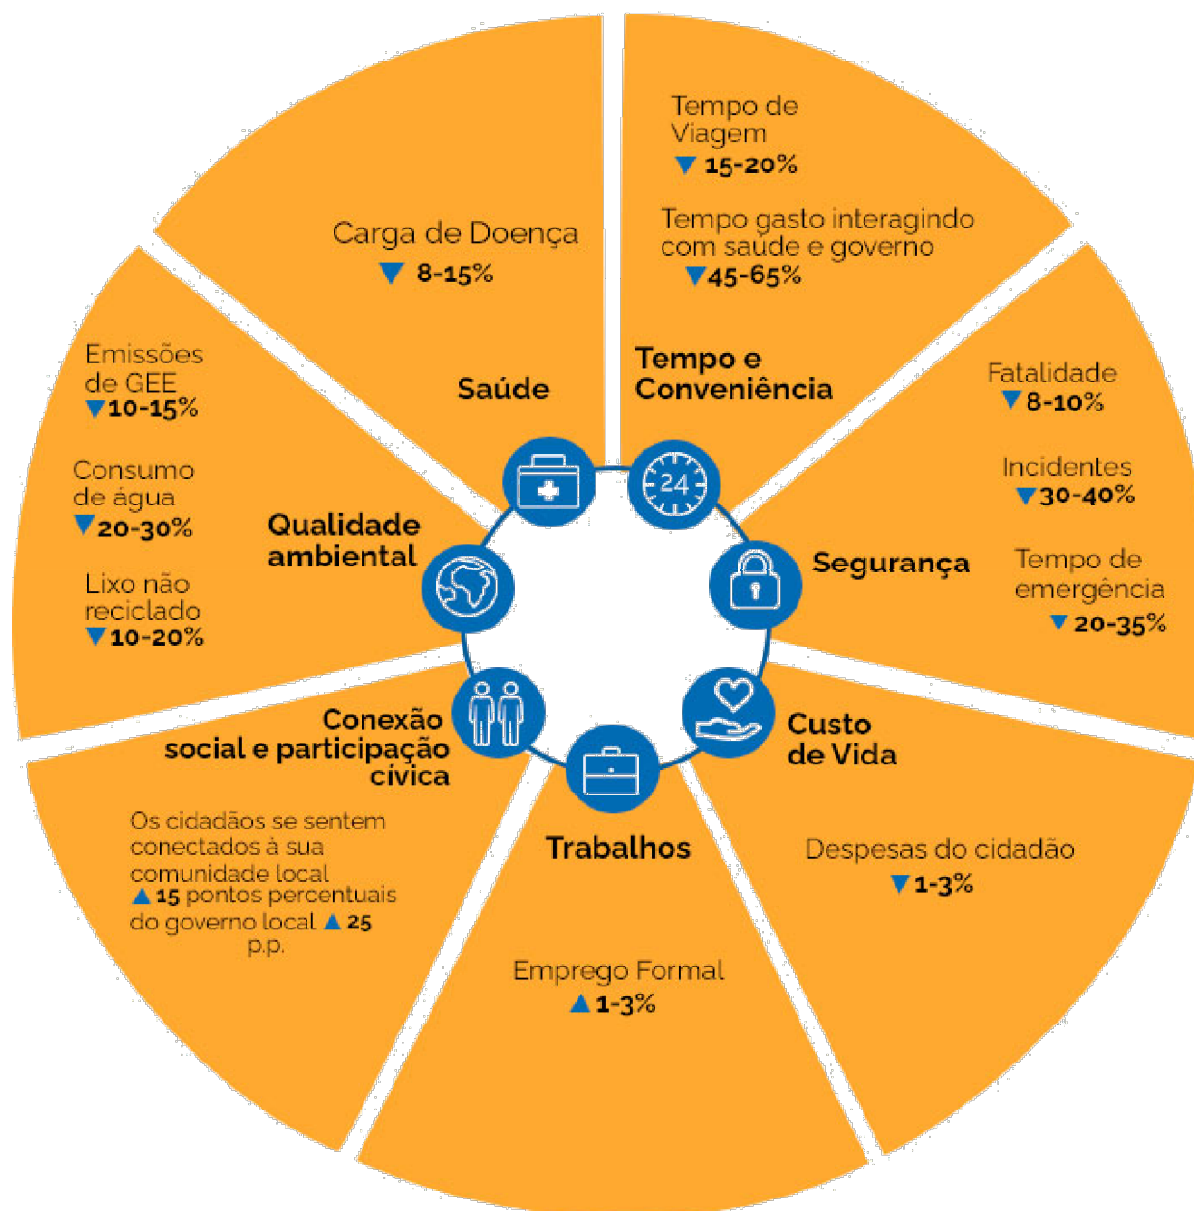 Tempo de
Viagem
▼ 15-20%
Tempo gasto interagindo
com saúde e governo
▼45-65%
Tempo e
Conveniência
24
Fatalidade
▼ 8-10%
Incidentes
▼30-40%
Tempo de
emergência
▼ 20-35%
Segurança
Custo
de Vida
Despesas do cidadão
▼ 1-3%
Trabalhos
Emprego Formal
▲ 1-3%
Conexão
social e participação
cívica
Os cidadãos se sentem
conectados à sua
comunidade local
▲ 15 pontos percentuais
do governo local ▲ 25
p.p.
Emissões
de GEE
▼10-15%
Consumo
de água
▼20-30%
Lixo não
reciclado
▼10-20%
Qualidade
ambiental
Carga de Doença
▼ 8-15%
Saúde